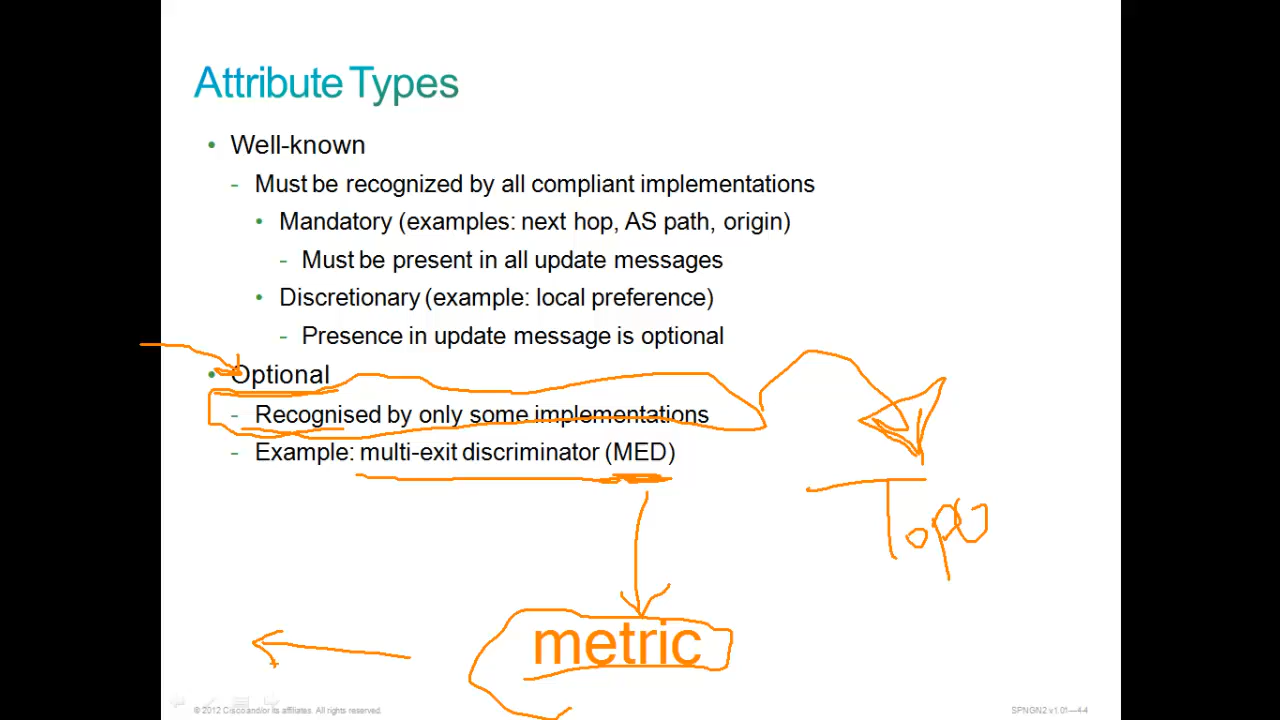 Attribute Types
• Well-known
- Must be recognized by all compliant implementations
• Mandatory (examples: next hop, AS path, origin)
- Must be present in all update messages
• Discretionary (example: local preference)
- Presence in update message is optional
• Optional
- Recognised by only some implementations
- Example: multi-exit discriminator (MED)
Topo
metric
© 2012 Cisco and/or its affiliates. All rights reserved.
SPNGN2 v1.01—4-4